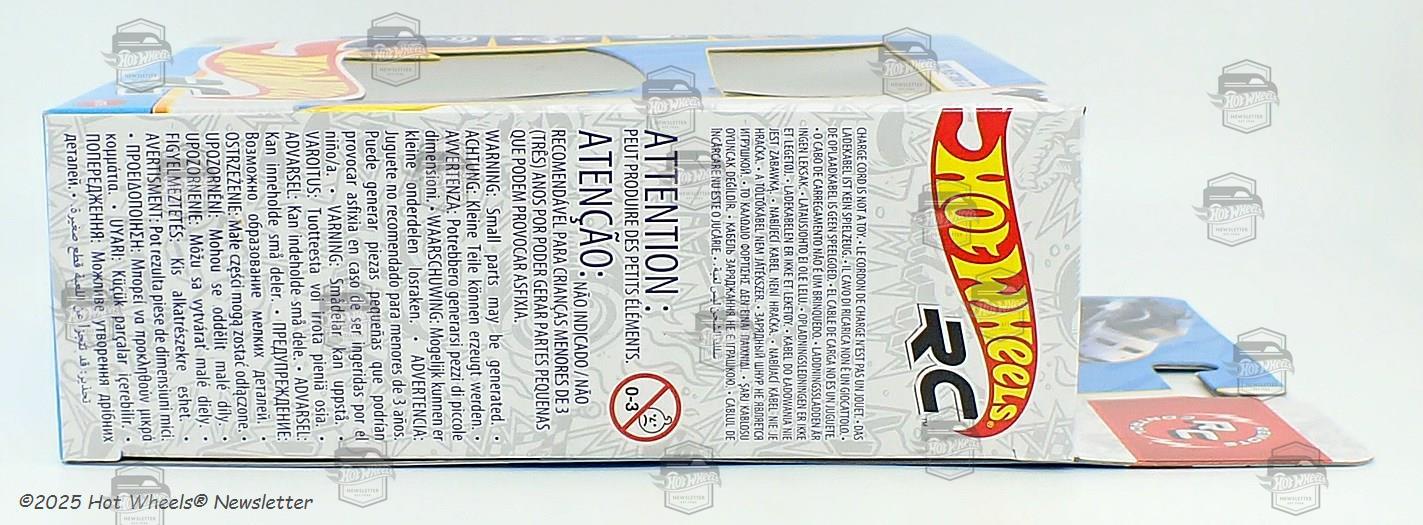 HOT WHEELS®
RC™
CHARGE CORD IS NOT A TOY. • LE CORDON DE CHARGE N'EST PAS UN JOUET. • DAS
LADEKABEL IST KEIN SPIELZEUG. • IL CAVO DI RICARICA NON È UN GIOCATTOLO. •
DE OPLAADKABEL IS GEEN SPEELGOED. • EL CABLE DE CARGA NO ES UN JUGUETE.
• O CABO DE CARREGAMENTO NÃO É UM BRINQUEDO. • LADDNINGSSLADDEN ÄR
INGEN LEKSAK. • LATAUSJOHTO EI OLE LELU. • OPLADNINGSLEDNINGEN ER IKKE
ET LEGETØJ. • LADEKABELEN ER IKKE ET LEKETØY. • KABEL DO ŁADOWANIA NIE
JEST ZABAWKĄ. • NABÍJECÍ KABEL NENÍ HRAČKA. • NABÍJACÍ KÁBEL NIE JE
HRAČKA. • A TÖLTŐKÁBEL NEM JÁTÉKSZER. • ЗАРЯДНЫЙ ШНУР НЕ ЯВЛЯЕТСЯ
ИГРУШКОЙ. • ΤΟ ΚΑΛΩΔΙΟ ΦΟΡΤΙΣΗΣ ΔΕΝ ΕΙΝΑΙ ΠΑΙΧΝΙΔΙ. • ŞARJ KABLOSU
OYUNCAK DEĞİLDİR. • КАБЕЛЬ ЗАРЯДЖАННЯ НЕ Є ІГРАШКОЮ. • CABLUL DE
ÎNCĂRCARE NU ESTE O JUCĂRIE. •
ATTENTION :
PEUT PRODUIRE DES PETITS ÉLÉMENTS.
0-3
ATENÇÃO: NÃO INDICADO / NÃO
RECOMENDÁVEL PARA CRIANÇAS MENORES DE 3
(TRÊS) ANOS POR PODER GERAR PARTES PEQUENAS
QUE PODEM PROVOCAR ASFIXIA.
WARNING: Small parts may be generated. •
ACHTUNG: Kleine Teile können erzeugt werden. •
AVVERTENZA: Potrebbero generarsi pezzi di piccole
dimensioni. • WAARSCHUWING: Mogelijk kunnen er
kleine onderdelen losraken. • ADVERTENCIA:
Juguete no recomendado para menores de 3 años.
Puede generar piezas pequeñas que podrían
provocar asfixia en caso de ser ingeridas por el
niño/a. • VARNING: Smådelar kan uppstå. •
VAROITUS: Tuotteesta voi irrota pieniä osia. •
ADVARSEL: Kan indeholde små dele. • ADVARSEL:
Kan inneholde små deler. • ПРЕДУПРЕЖДЕНИЕ:
Возможно образование мелких деталей. •
OSTRZEŻENIE: Małe części mogą zostać odłączone. •
UPOZORNĚNÍ: Mohou se oddělit malé díly. •
UPOZORNENIE: Môžu sa vytvárať malé diely. •
FIGYELMEZTETÉS: Kis alkatrészekre eshet. •
AVERTISMENT: Pot rezulta piese de dimensiuni mici.
• ΠΡΟΕΙΔΟΠΟΙΗΣΗ: Μπορεί να προκληθούν μικρά
κομμάτια. • UYARI: Küçük parçalar içerebilir. •
ПОПЕРЕДЖЕННЯ: Можливе утворення дрібних
деталей. •
REMOTE CONTROL
RC
©2025 Hot Wheels® Newsletter